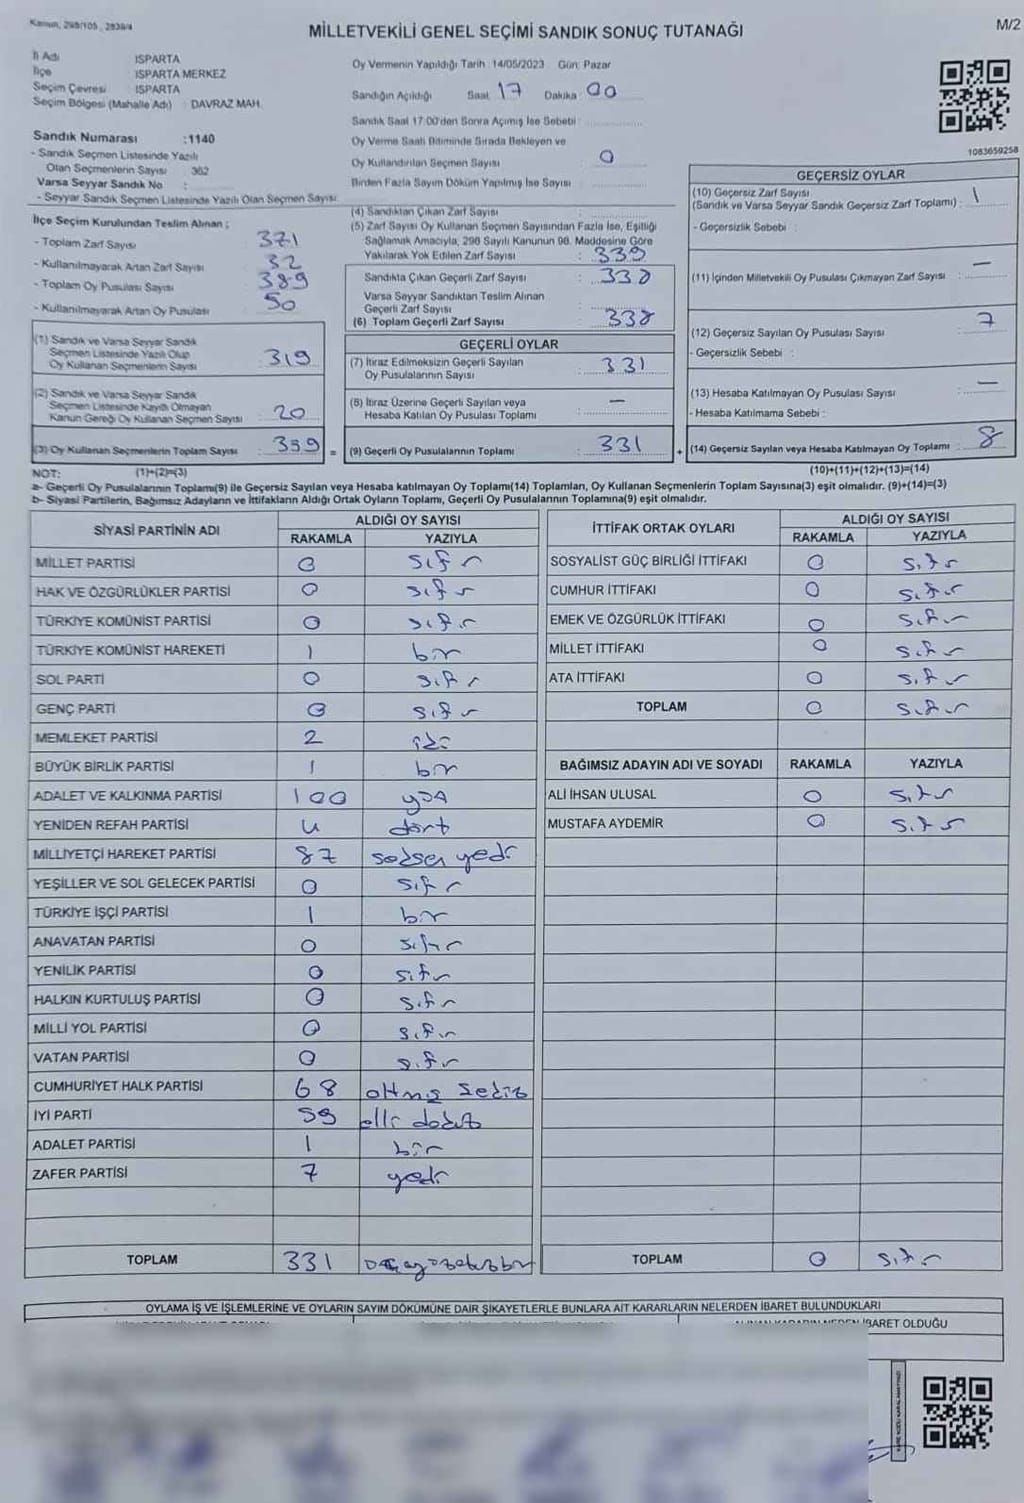 Kanun, 298/105, 2839/4
MİLLETVEKİLİ GENEL SEÇİMİ SANDIK SONUÇ TUTANAĞI
M/2
İl Adı ISPARTA
İlçe ISPARTA MERKEZ
Seçim Çevresi ISPARTA
Seçim Bölgesi (Mahalle Adı) : DAVRAZ MAH.
Sandık Numarası :1140
- Sandık Seçmen Listesinde Yazılı
Olan Seçmenlerin Sayısı 362
Varsa Seyyar Sandık No :
- Seyyar Sandık Seçmen Listesinde Yazılı Olan Seçmen Sayısı:
Oy Vermenin Yapıldığı Tarih :14/05/2023 Gün: Pazar
Sandığın Açıldığı Saat 17 Dakika 00
Sandık Saat 17:00'den Sonra Açımış İse Sebebi :
Oy Verme Saati Bitiminde Sırada Bekleyen ve
Oy Kullandırılan Seçmen Sayısı 0
Birden Fazla Sayım Döküm Yapılmış İse Sayısı :
1083659258
İlçe Seçim Kurulundan Teslim Alınan ;
- Toplam Zarf Sayısı 371
- Kullanılmayarak Artan Zarf Sayısı 32
- Toplam Oy Pusulası Sayısı : 389
- Kullanılmayarak Artan Oy Pusulası 50
(1) Sandık ve Varsa Seyyar Sandık
Seçmen Listesinde Yazılı Olup
Oy Kullanan Seçmenlerin Sayısı : 319
(2) Sandık ve Varsa Seyyar Sandık
Seçmen Listesinde Kayıtlı Olmayan
Kanun Gereği Oy Kullanan Seçmen Sayısı : 20
(3) Oy Kullanan Seçmenlerin Toplam Sayısı : 339 =
(4) Sandıktan Çıkan Zarf Sayısı :
(5) Zarf Sayısı Oy Kullanan Seçmen Sayısından Fazla İse, Eşitliği
Sağlamak Amacıyla, 298 Sayılı Kanunun 98. Maddesine Göre
Yakılarak Yok Edilen Zarf Sayısı : 339
Sandıkta Çıkan Geçerli Zarf Sayısı : 338
Varsa Seyyar Sandıktan Teslim Alınan
Geçerli Zarf Sayısı :
(6) Toplam Geçerli Zarf Sayısı : 338
GEÇERLİ OYLAR
(7) İtiraz Edilmeksizin Geçerli Sayılan
Oy Pusulalarının Sayısı : 331
(8) İtiraz Üzerine Geçerli Sayılan veya
Hesaba Katılan Oy Pusulası Toplamı : —
(9) Geçerli Oy Pusulalarının Toplamı : 331 +
GEÇERSİZ OYLAR
(10) Geçersiz Zarf Sayısı
(Sandık ve Varsa Seyyar Sandık Geçersiz Zarf Toplamı) : 1
- Geçersizlik Sebebi :
(11) İçinden Milletvekili Oy Pusulası Çıkmayan Zarf Sayısı : —
(12) Geçersiz Sayılan Oy Pusulası Sayısı : 7
- Geçersizlik Sebebi :
(13) Hesaba Katılmayan Oy Pusulası Sayısı : —
- Hesaba Katılmama Sebebi :
(14) Geçersiz Sayılan veya Hesaba Katılmayan Oy Toplamı : 8
NOT: (1)+(2)=(3) (10)+(11)+(12)+(13)=(14)
a- Geçerli Oy Pusulalarının Toplamı(9) ile Geçersiz Sayılan veya Hesaba katılmayan Oy Toplamı(14) Toplamları, Oy Kullanan Seçmenlerin Toplam Sayısına(3) eşit olmalıdır. (9)+(14)=(3)
b- Siyasi Partilerin, Bağımsız Adayların ve İttifakların Aldığı Ortak Oyların Toplamı, Geçerli Oy Pusulalarının Toplamına(9) eşit olmalıdır.
SİYASİ PARTİNİN ADI ALDIĞI OY SAYISI
RAKAMLA YAZIYLA
MİLLET PARTİSİ 0 sıfır
HAK VE ÖZGÜRLÜKLER PARTİSİ 0 sıfır
TÜRKİYE KOMÜNİST PARTİSİ 0 sıfır
TÜRKİYE KOMÜNİST HAREKETİ 1 bir
SOL PARTİ 0 sıfır
GENÇ PARTİ 0 sıfır
MEMLEKET PARTİSİ 2 iki
BÜYÜK BİRLİK PARTİSİ 1 bir
ADALET VE KALKINMA PARTİSİ 100 yüz
YENİDEN REFAH PARTİSİ 4 dört
MİLLİYETÇİ HAREKET PARTİSİ 87 seksen yedi
YEŞİLLER VE SOL GELECEK PARTİSİ 0 sıfır
TÜRKİYE İŞÇİ PARTİSİ 1 bir
ANAVATAN PARTİSİ 0 sıfır
YENİLİK PARTİSİ 0 sıfır
HALKIN KURTULUŞ PARTİSİ 0 sıfır
MİLLİ YOL PARTİSİ 0 sıfır
VATAN PARTİSİ 0 sıfır
CUMHURİYET HALK PARTİSİ 68 altmış sekiz
İYİ PARTİ 59 elli dokuz
ADALET PARTİSİ 1 bir
ZAFER PARTİSİ 7 yedi
TOPLAM 331 üçyüzotuzbir
İTTİFAK ORTAK OYLARI ALDIĞI OY SAYISI
RAKAMLA YAZIYLA
SOSYALİST GÜÇ BİRLİĞİ İTTİFAKI 0 sıfır
CUMHUR İTTİFAKI 0 sıfır
EMEK VE ÖZGÜRLÜK İTTİFAKI 0 sıfır
MİLLET İTTİFAKI 0 sıfır
ATA İTTİFAKI 0 sıfır
TOPLAM 0 sıfır
BAĞIMSIZ ADAYIN ADI VE SOYADI RAKAMLA YAZIYLA
ALİ İHSAN ULUSAL 0 sıfır
MUSTAFA AYDEMİR 0 sıfır
TOPLAM 0 sıfır
OYLAMA İŞ VE İŞLEMLERİNE VE OYLARIN SAYIM DÖKÜMÜNE DAİR ŞİKAYETLERLE BUNLARA AİT KARARLARIN NELERDEN İBARET BULUNDUKLARI
İBARET OLDUĞU